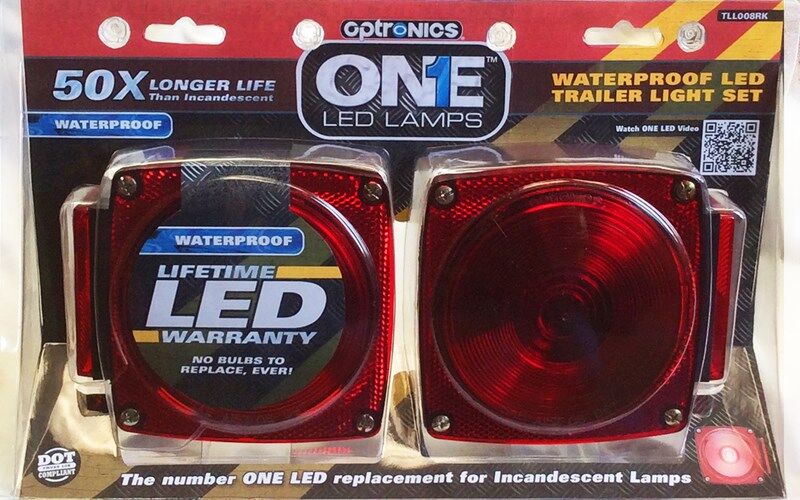 TLL008RK
optronics
50X LONGER LIFE
Than Incandescent
ONE™
LED LAMPS
WATERPROOF LED
TRAILER LIGHT SET
WATERPROOF
Watch ONE LED Video
WATERPROOF
LIFETIME
LED
WARRANTY
NO BULBS TO
REPLACE, EVER!
DOT
COMPLIANT
The number ONE LED replacement for Incandescent Lamps